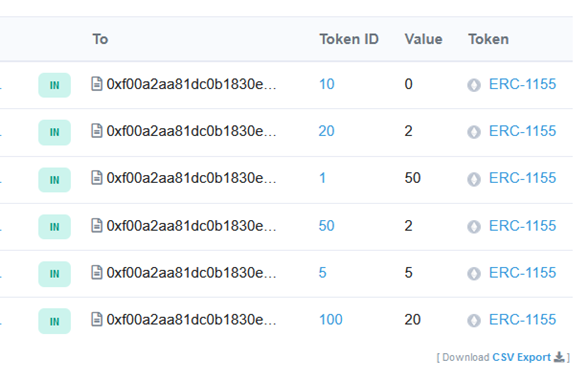 To Token ID Value Token
IN 0xf00a2aa81dc0b1830e... 10 0 ERC-1155
IN 0xf00a2aa81dc0b1830e... 20 2 ERC-1155
IN 0xf00a2aa81dc0b1830e... 1 50 ERC-1155
IN 0xf00a2aa81dc0b1830e... 50 2 ERC-1155
IN 0xf00a2aa81dc0b1830e... 5 5 ERC-1155
IN 0xf00a2aa81dc0b1830e... 100 20 ERC-1155
[ Download CSV Export ]